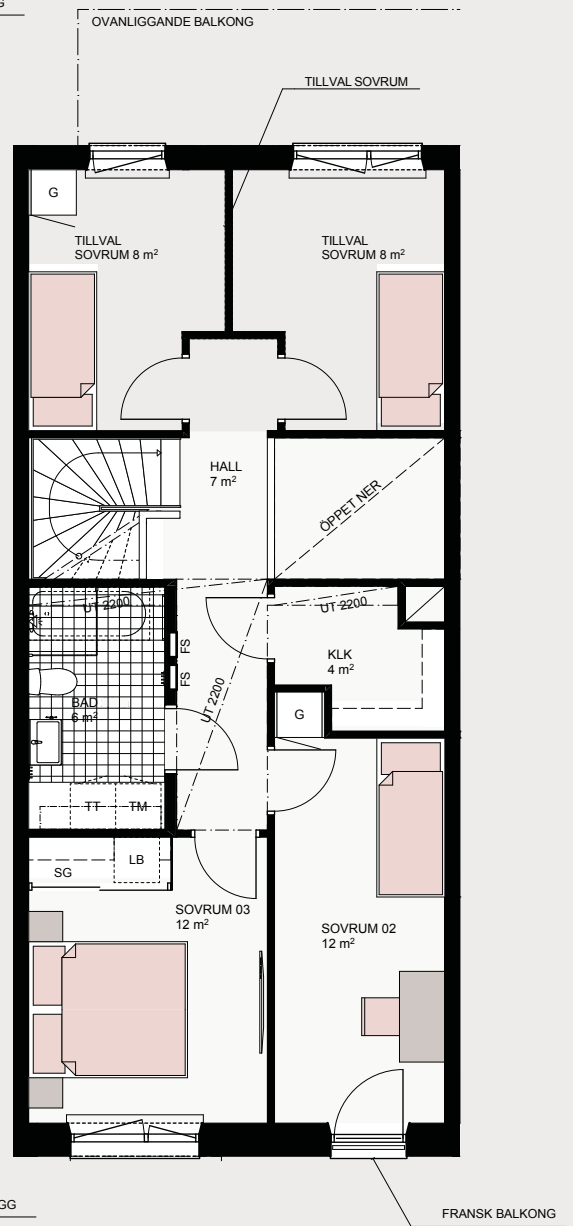 G
OVANLIGGANDE BALKONG
TILLVAL SOVRUM
G
TILLVAL
SOVRUM 8 m²
TILLVAL
SOVRUM 8 m²
HALL
7 m²
ÖPPET NER
UT 2200
UT 2200
FS
FS
KLK
4 m²
UT 2200
BAD
6 m²
G
TT
TM
SG
LB
SOVRUM 03
12 m²
SOVRUM 02
12 m²
GG
FRANSK BALKONG